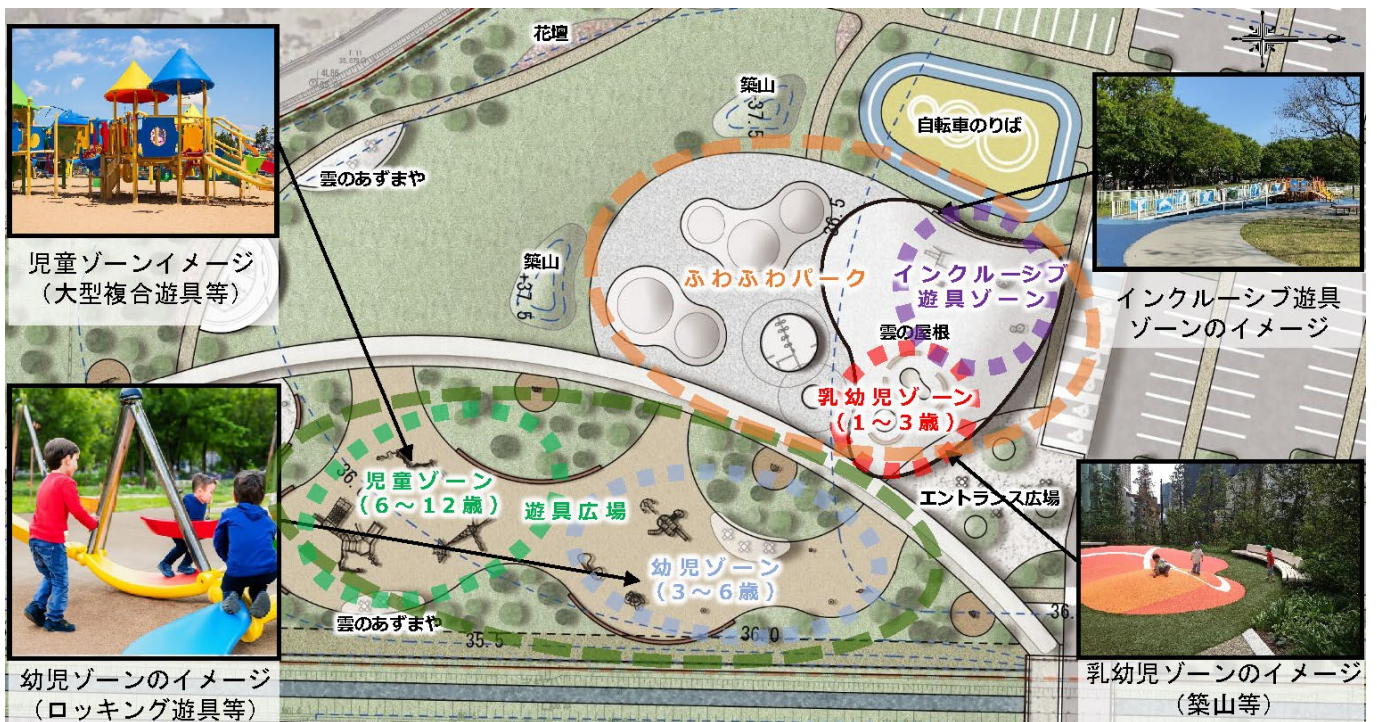 花壇
築山
37.5
自転車のりば
雲のあずまや
児童ゾーンイメージ
（大型複合遊具等）
築山
+37.5
36.5
ふわふわパーク
インクルーシブ
遊具ゾーン
インクルーシブ遊具
ゾーンのイメージ
雲の屋根
乳幼児ゾーン
（１～３歳）
エントランス広場
児童ゾーン
（６～１２歳）
遊具広場
幼児ゾーン
（３～６歳）
雲のあずまや
35.5
36.0
幼児ゾーンのイメージ
（ロッキング遊具等）
乳幼児ゾーンのイメージ
（築山等）